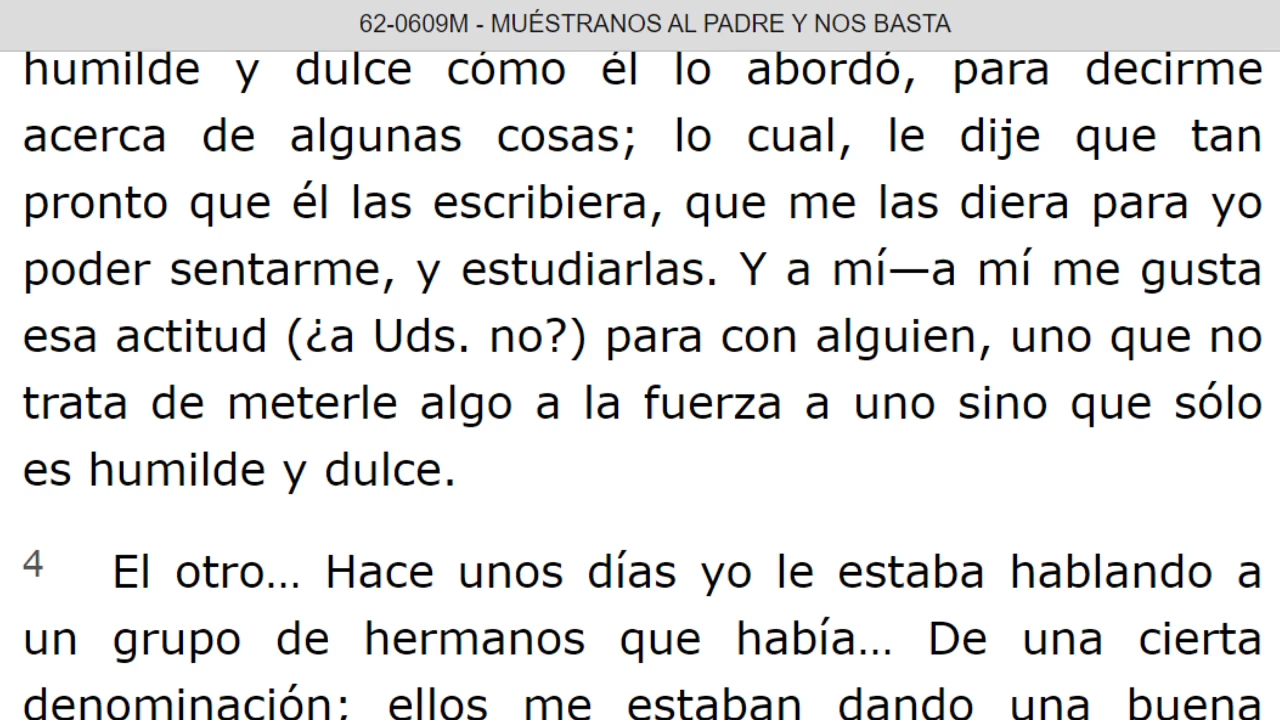 62-0609M - MUÉSTRANOS AL PADRE Y NOS BASTA
humilde y dulce cómo él lo abordó, para decirme
acerca de algunas cosas; lo cual, le dije que tan
pronto que él las escribiera, que me las diera para yo
poder sentarme, y estudiarlas. Y a mí—a mí me gusta
esa actitud (¿a Uds. no?) para con alguien, uno que no
trata de meterle algo a la fuerza a uno sino que sólo
es humilde y dulce.
4 El otro… Hace unos días yo le estaba hablando a
un grupo de hermanos que había… De una cierta
denominación; ellos me estaban dando una buena